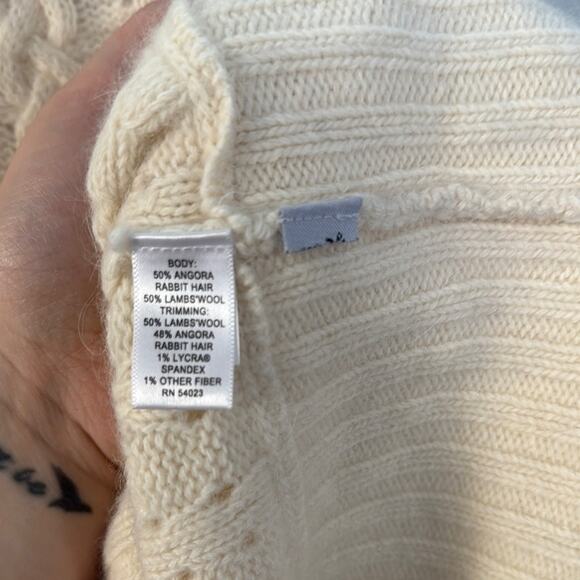 BODY:
50% ANGORA
RABBIT HAIR
50% LAMBS'WOOL
TRIMMING:
50% LAMBS'WOOL
48% ANGORA
RABBIT HAIR
1% LYCRA®
SPANDEX
1% OTHER FIBER
RN 54023